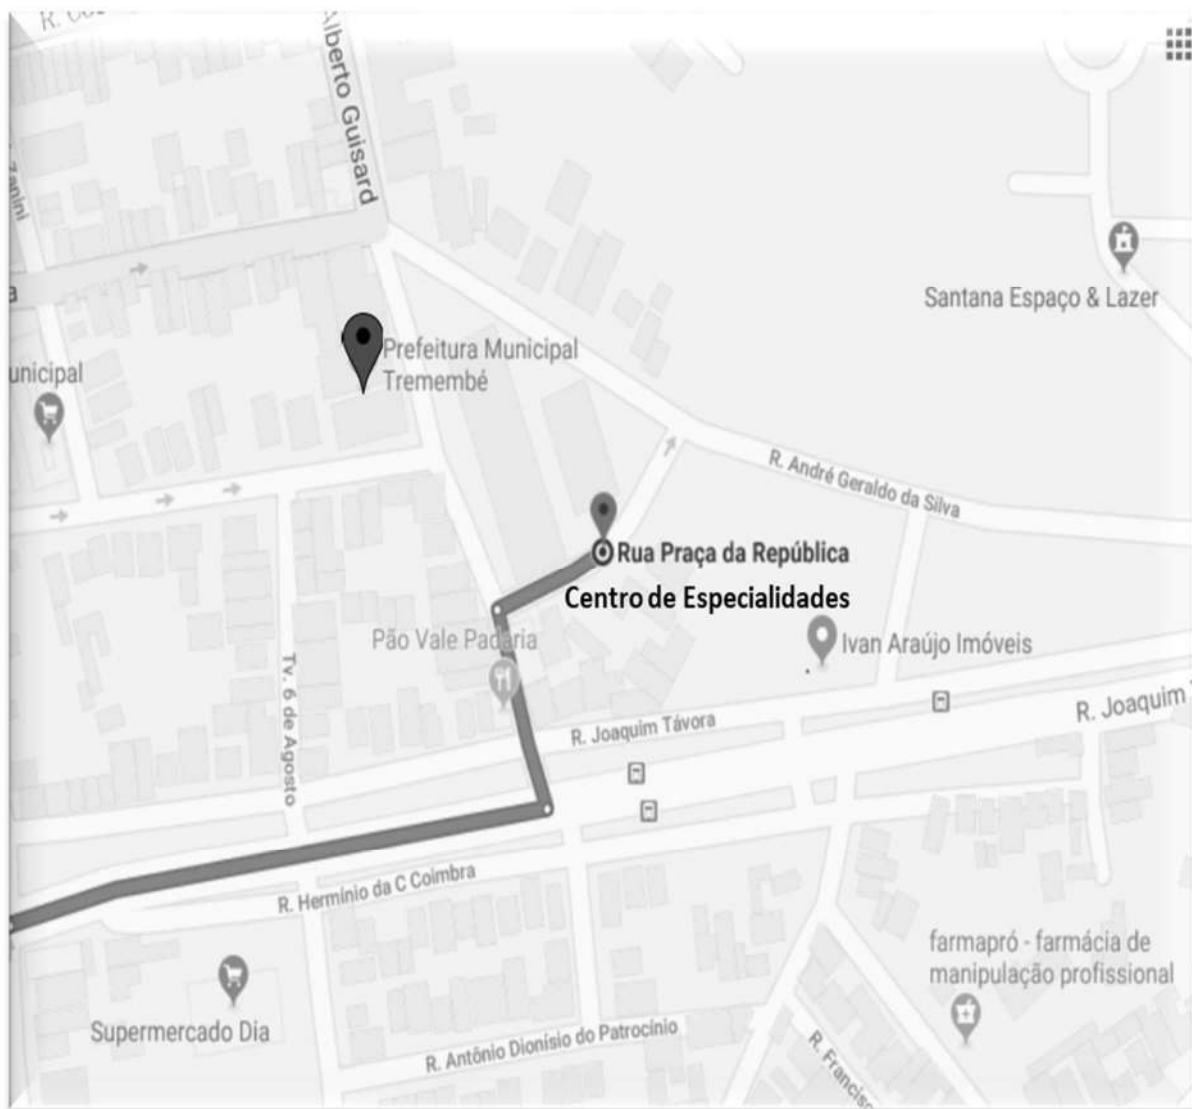 Alberto Guisard
Zanini
Santana Espaço & Lazer
Prefeitura Municipal
Tremembé
unicipal
R. André Geraldo da Silva
Rua Praça da República
Centro de Especialidades
Pão Vale Padaria
Ivan Araújo Imóveis
Tv. 6 de Agosto
R. Joaquim Távora
R. Joaquim
R. Hermínio da C Coimbra
farmapró - farmácia de
manipulação profissional
Supermercado Dia
R. Antônio Dionísio do Patrocínio
R. Francisc